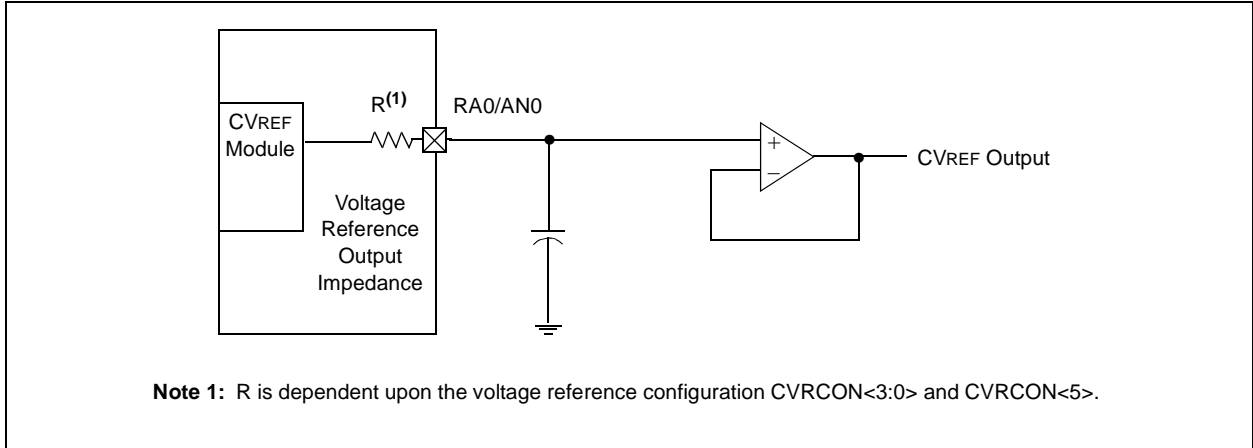 R(1)
RA0/AN0
CVREF
Module
+
–
CVREF Output
Voltage
Reference
Output
Impedance
Note 1: R is dependent upon the voltage reference configuration CVRCON<3:0> and CVRCON<5>.